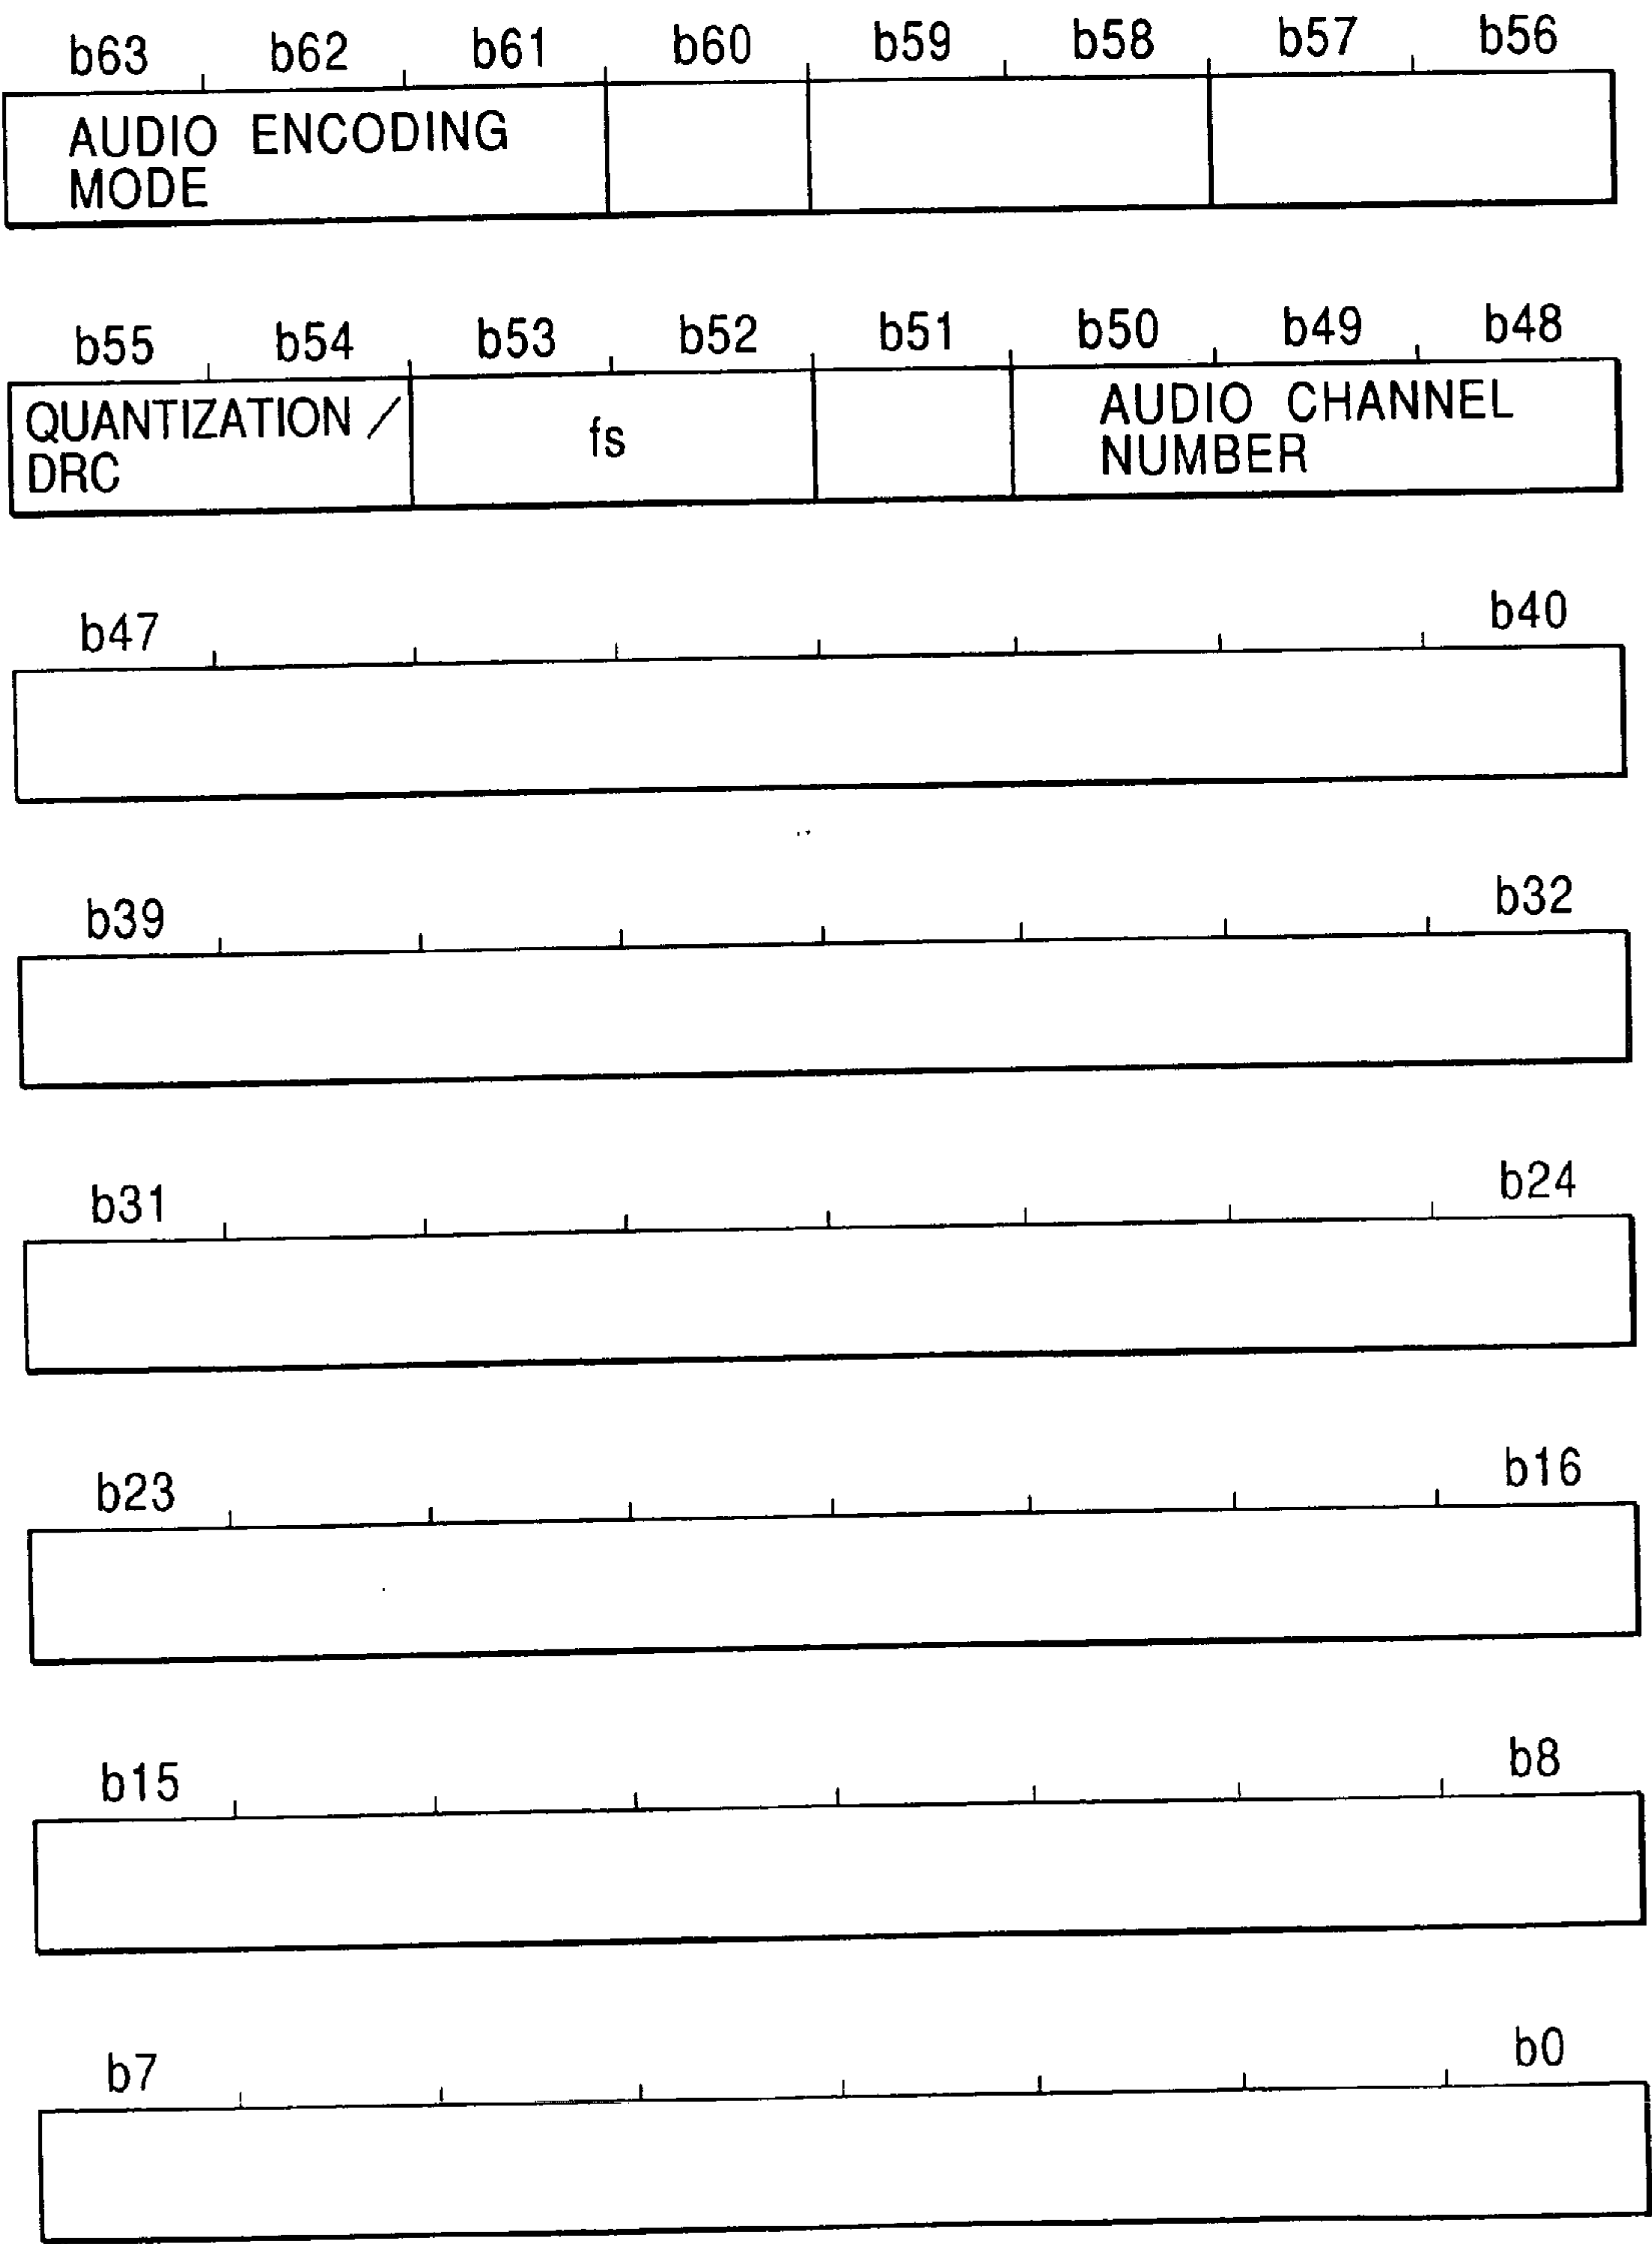 b63 b62 b61 b60 b59 b58 b57 b56
AUDIO ENCODING
MODE
b55 b54 b53 b52 b51 b50 b49 b48
QUANTIZATION /
DRC
fs
AUDIO CHANNEL
NUMBER
b47 b40
b39 b32
b31 b24
b23 b16
b15 b8
b7 b0